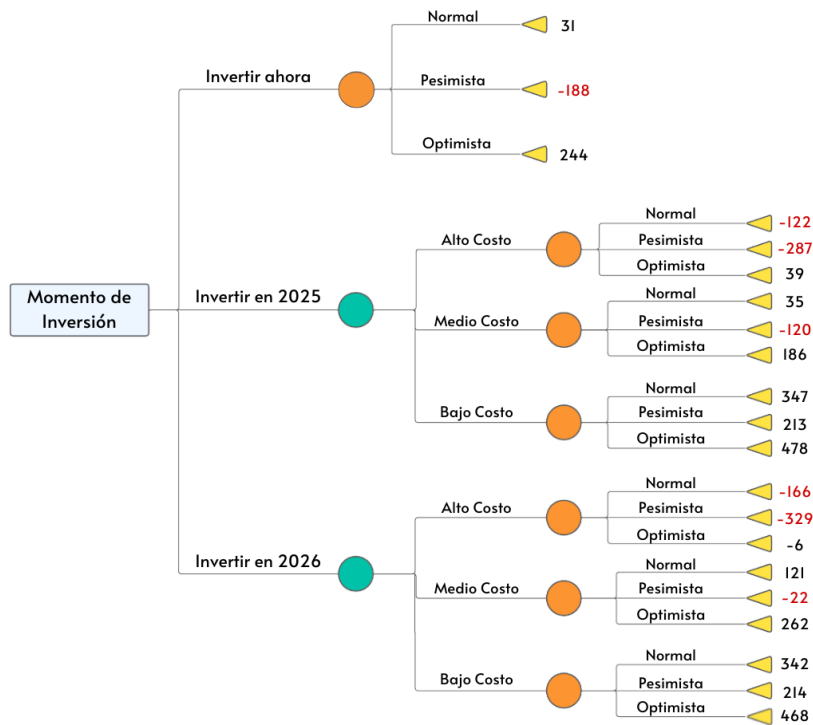 Normal
31
Invertir ahora
Pesimista
-188
Optimista
244
Momento de
Inversión
Invertir en 2025
Alto Costo
Normal
-122
Pesimista
-287
Optimista
39
Medio Costo
Normal
35
Pesimista
-120
Optimista
186
Bajo Costo
Normal
347
Pesimista
213
Optimista
478
Invertir en 2026
Alto Costo
Normal
-166
Pesimista
-329
Optimista
-6
Medio Costo
Normal
121
Pesimista
-22
Optimista
262
Bajo Costo
Normal
342
Pesimista
214
Optimista
468